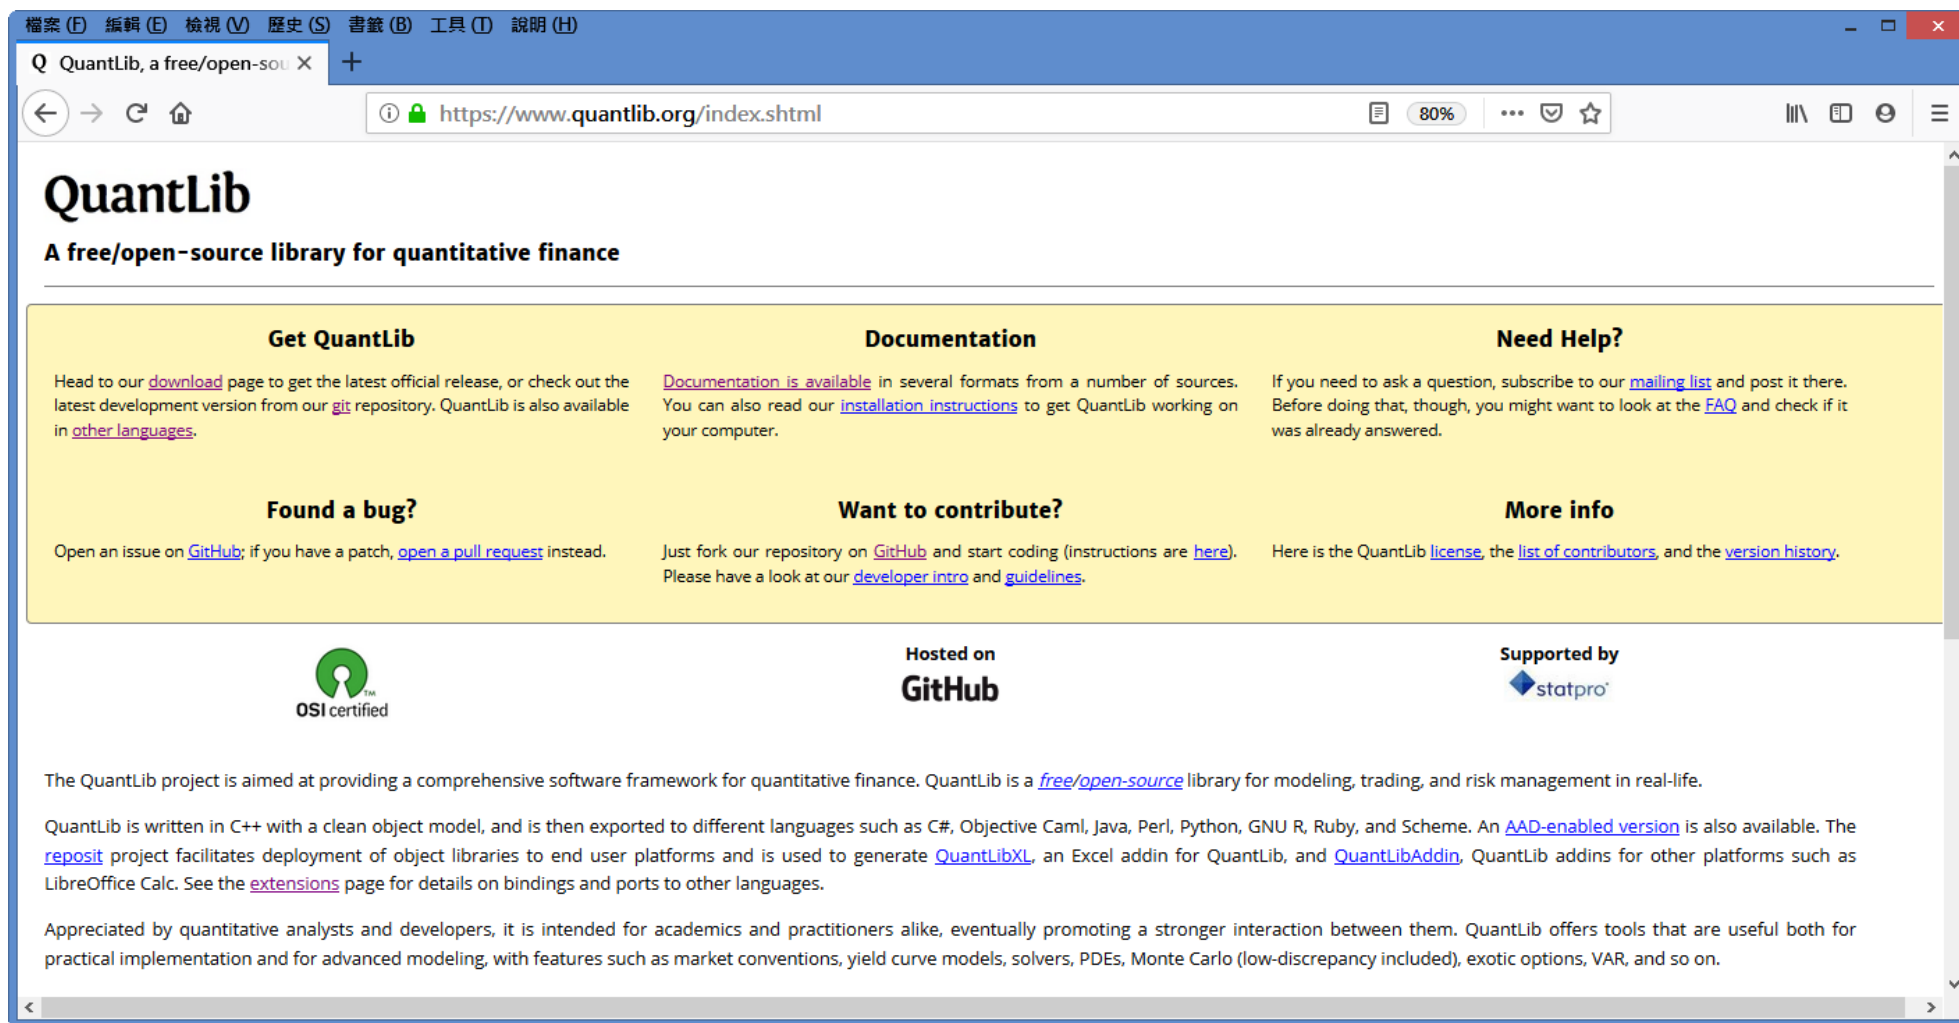 檔案 (F) 編輯 (E) 檢視 (V) 歷史 (S) 書籤 (B) 工具 (T) 說明 (H)
Q QuantLib, a free/open-sou
https://www.quantlib.org/index.shtml 80%
QuantLib
A free/open-source library for quantitative finance
Get QuantLib
Head to our download page to get the latest official release, or check out the
latest development version from our git repository. QuantLib is also available
in other languages.
Documentation
Documentation is available in several formats from a number of sources.
You can also read our installation instructions to get QuantLib working on
your computer.
Need Help?
If you need to ask a question, subscribe to our mailing list and post it there.
Before doing that, though, you might want to look at the FAQ and check if it
was already answered.
Found a bug?
Open an issue on GitHub; if you have a patch, open a pull request instead.
Want to contribute?
Just fork our repository on GitHub and start coding (instructions are here).
Please have a look at our developer intro and guidelines.
More info
Here is the QuantLib license, the list of contributors, and the version history.
TM
OSI certified
Hosted on
GitHub
Supported by
statpro
The QuantLib project is aimed at providing a comprehensive software framework for quantitative finance. QuantLib is a free/open-source library for modeling, trading, and risk management in real-life.
QuantLib is written in C++ with a clean object model, and is then exported to different languages such as C#, Objective Caml, Java, Perl, Python, GNU R, Ruby, and Scheme. An AAD-enabled version is also available. The
reposit project facilitates deployment of object libraries to end user platforms and is used to generate QuantLibXL, an Excel addin for QuantLib, and QuantLibAddin, QuantLib addins for other platforms such as
LibreOffice Calc. See the extensions page for details on bindings and ports to other languages.
Appreciated by quantitative analysts and developers, it is intended for academics and practitioners alike, eventually promoting a stronger interaction between them. QuantLib offers tools that are useful both for
practical implementation and for advanced modeling, with features such as market conventions, yield curve models, solvers, PDEs, Monte Carlo (low-discrepancy included), exotic options, VAR, and so on.